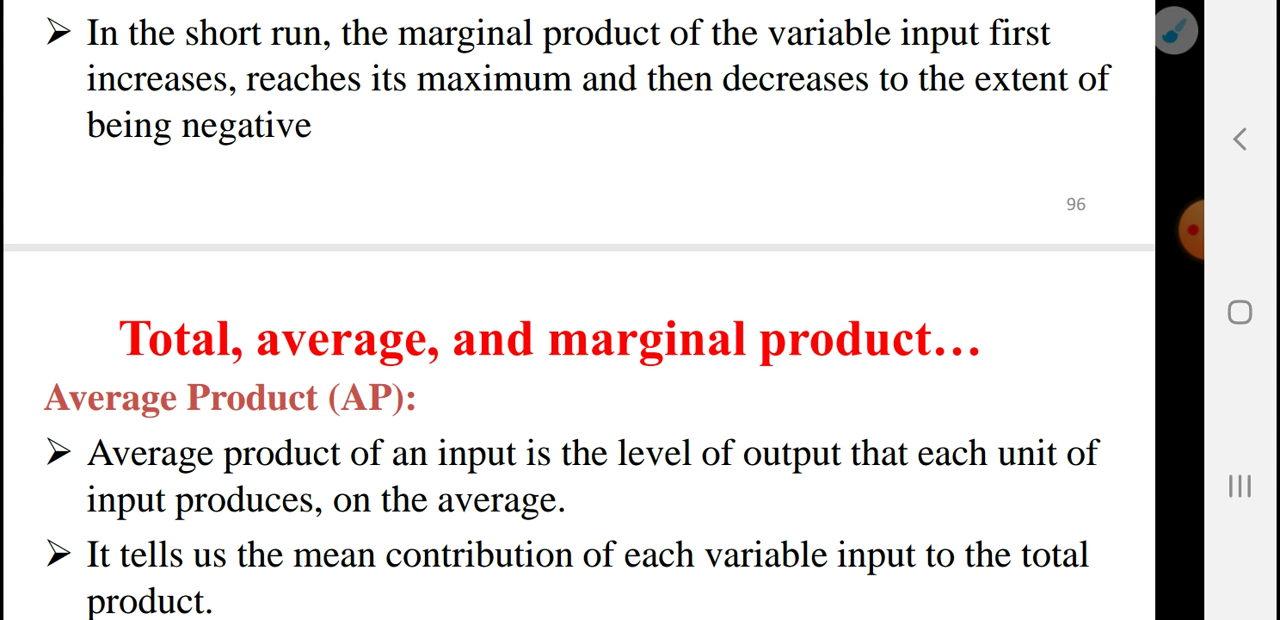 ➢ In the short run, the marginal product of the variable input first
increases, reaches its maximum and then decreases to the extent of
being negative
96
Total, average, and marginal product…
Average Product (AP):
➢ Average product of an input is the level of output that each unit of
input produces, on the average.
➢ It tells us the mean contribution of each variable input to the total
product.